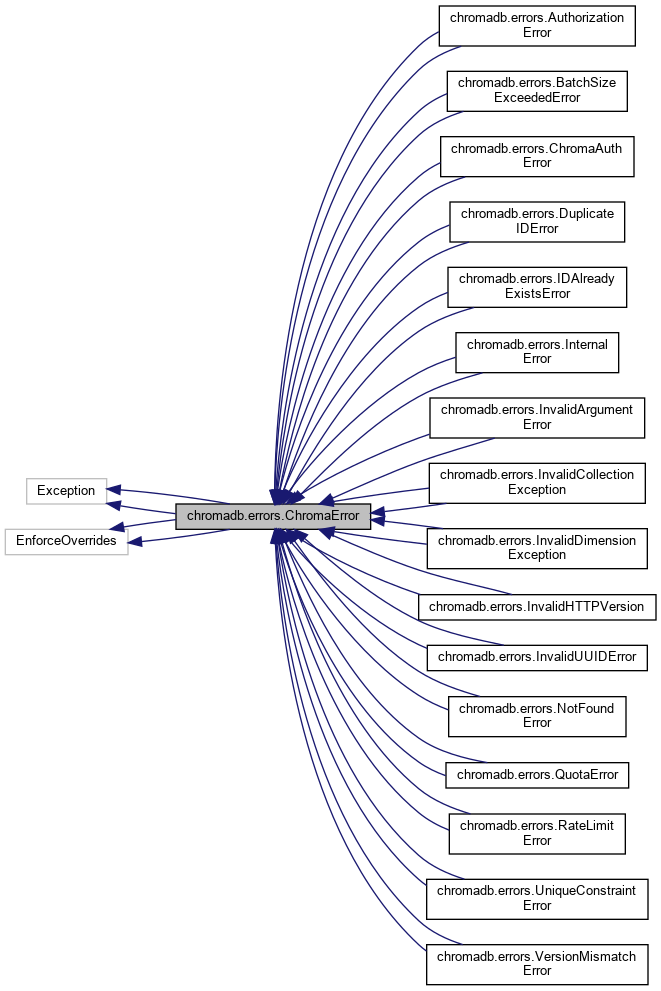 Exception
EnforceOverrides
chromadb.errors.ChromaError
chromadb.errors.Authorization
Error
chromadb.errors.BatchSize
ExceededError
chromadb.errors.ChromaAuth
Error
chromadb.errors.Duplicate
IDError
chromadb.errors.IDAlready
ExistsError
chromadb.errors.Internal
Error
chromadb.errors.InvalidArgument
Error
chromadb.errors.InvalidCollection
Exception
chromadb.errors.InvalidDimension
Exception
chromadb.errors.InvalidHTTPVersion
chromadb.errors.InvalidUUIDError
chromadb.errors.NotFound
Error
chromadb.errors.QuotaError
chromadb.errors.RateLimit
Error
chromadb.errors.UniqueConstraint
Error
chromadb.errors.VersionMismatch
Error